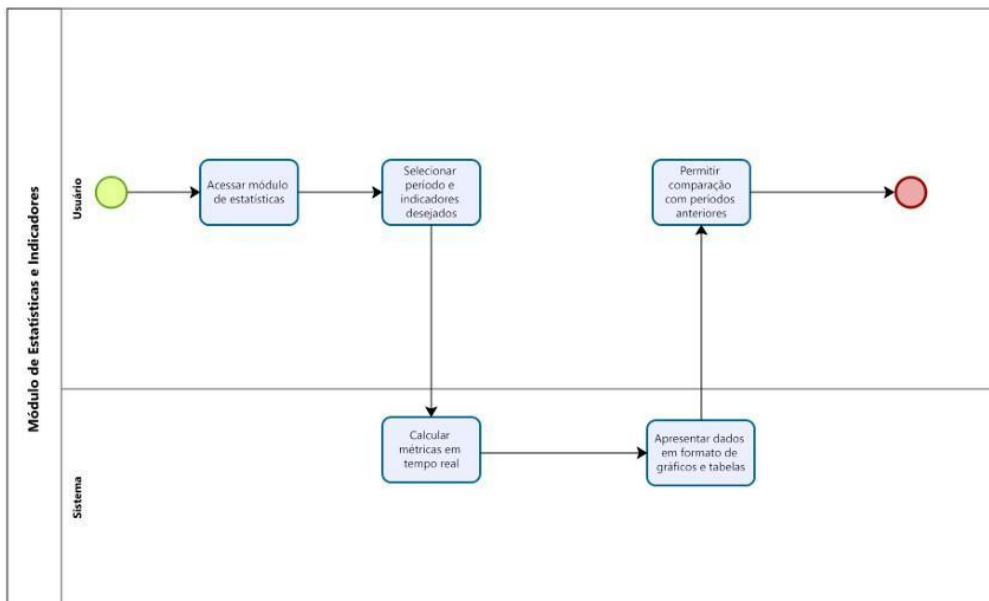 Módulo de Estatísticas e Indicadores
Usuário
Acessar módulo
de estatísticas
Selecionar
período e
indicadores
desejados
Permitir
comparação
com períodos
anteriores
Sistema
Calcular
métricas em
tempo real
Apresentar dados
em formato de
gráficos e tabelas